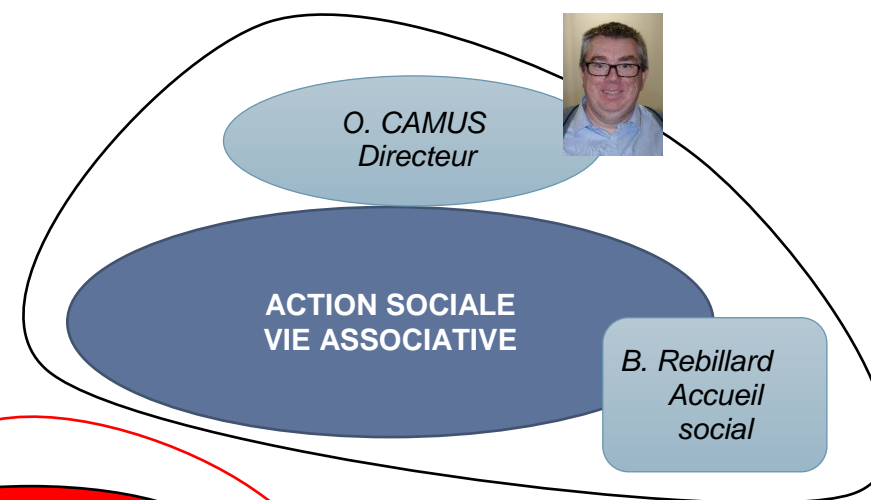 O. CAMUS
Directeur
ACTION SOCIALE
VIE ASSOCIATIVE
B. Rebillard
Accueil
social